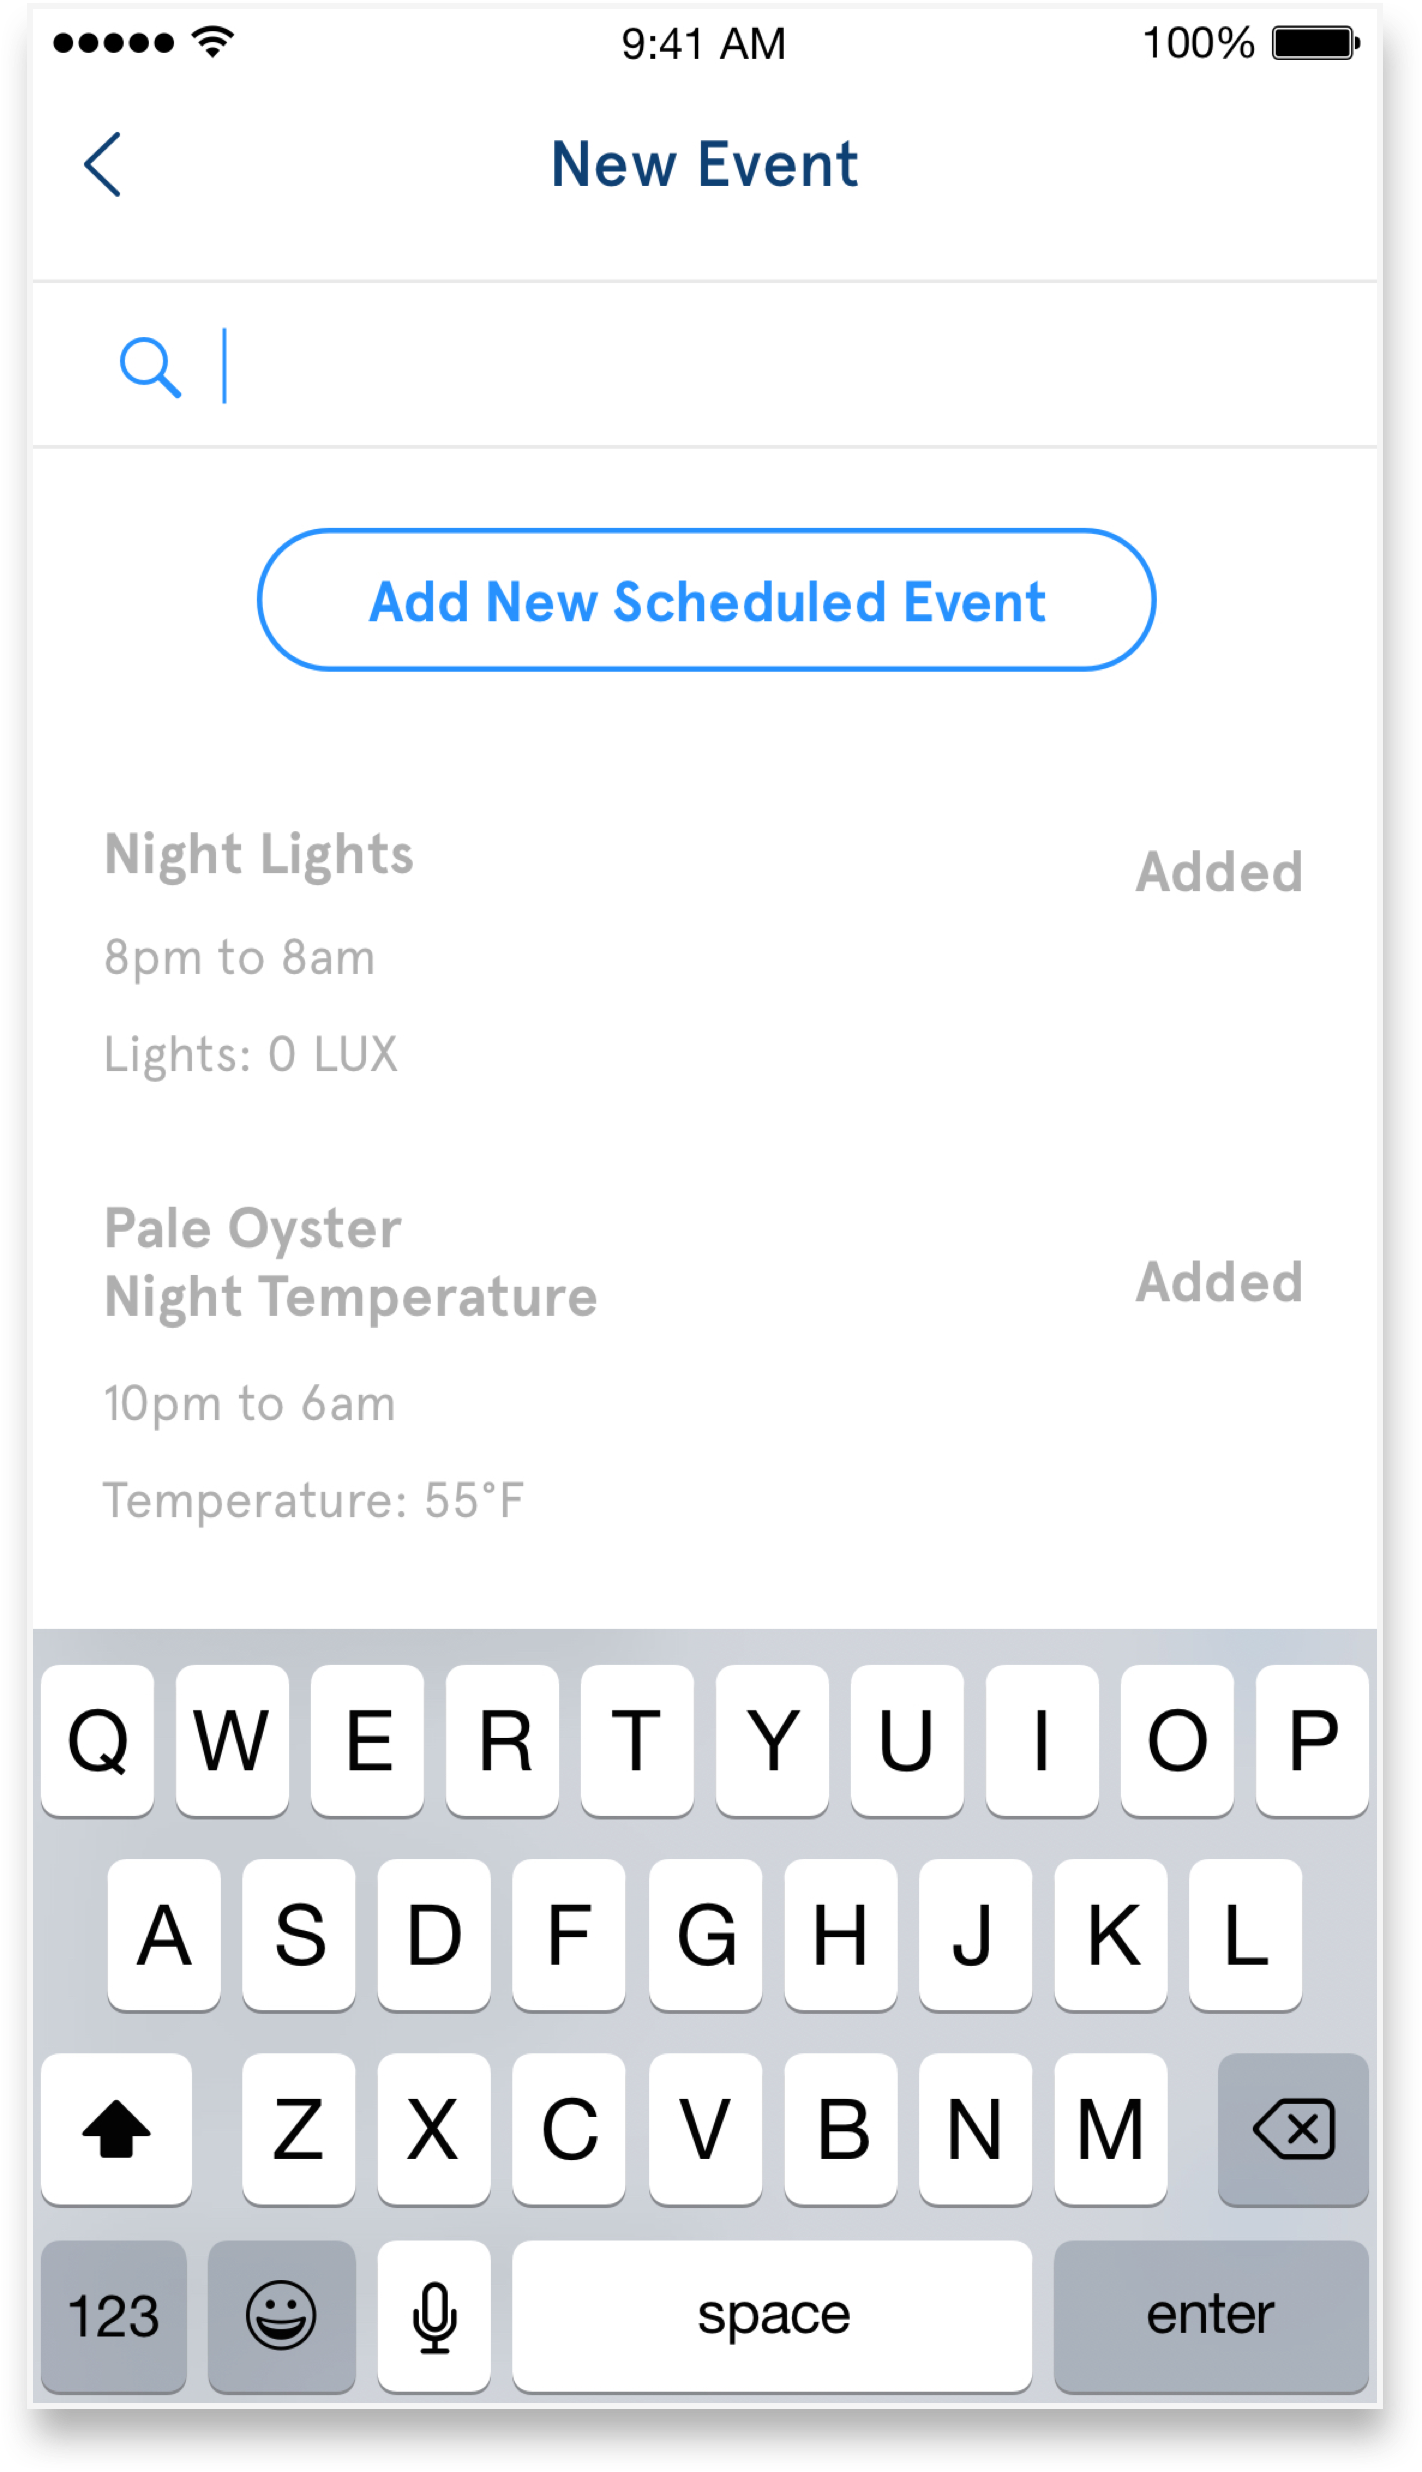 9:41 AM 100%
New Event
Add New Scheduled Event
Night Lights
Added
8pm to 8am
Lights: 0 LUX
Pale Oyster
Night Temperature
Added
10pm to 6am
Temperature: 55°F
Q W E R T Y U I O P
A S D F G H J K L
Z X C V B N M
123 space enter